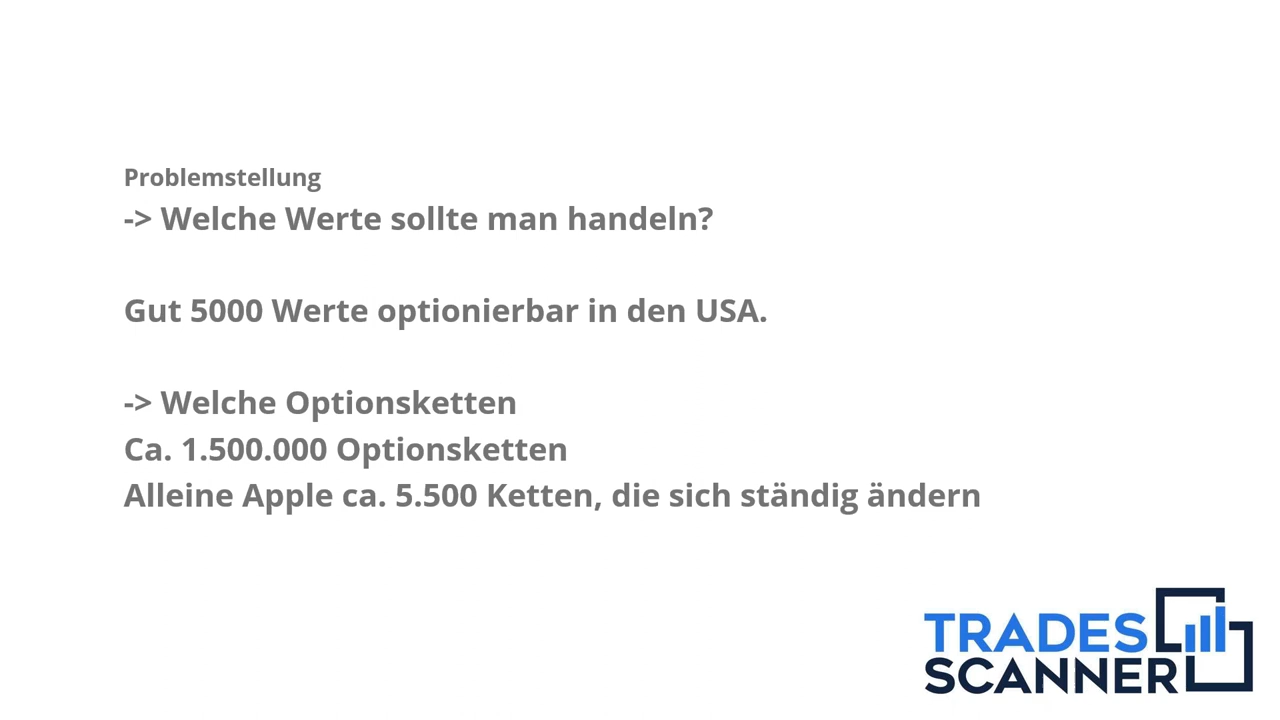 Problemstellung
-> Welche Werte sollte man handeln?
Gut 5000 Werte optionierbar in den USA.
-> Welche Optionsketten
Ca. 1.500.000 Optionsketten
Alleine Apple ca. 5.500 Ketten, die sich ständig ändern
TRADES
SCANNER